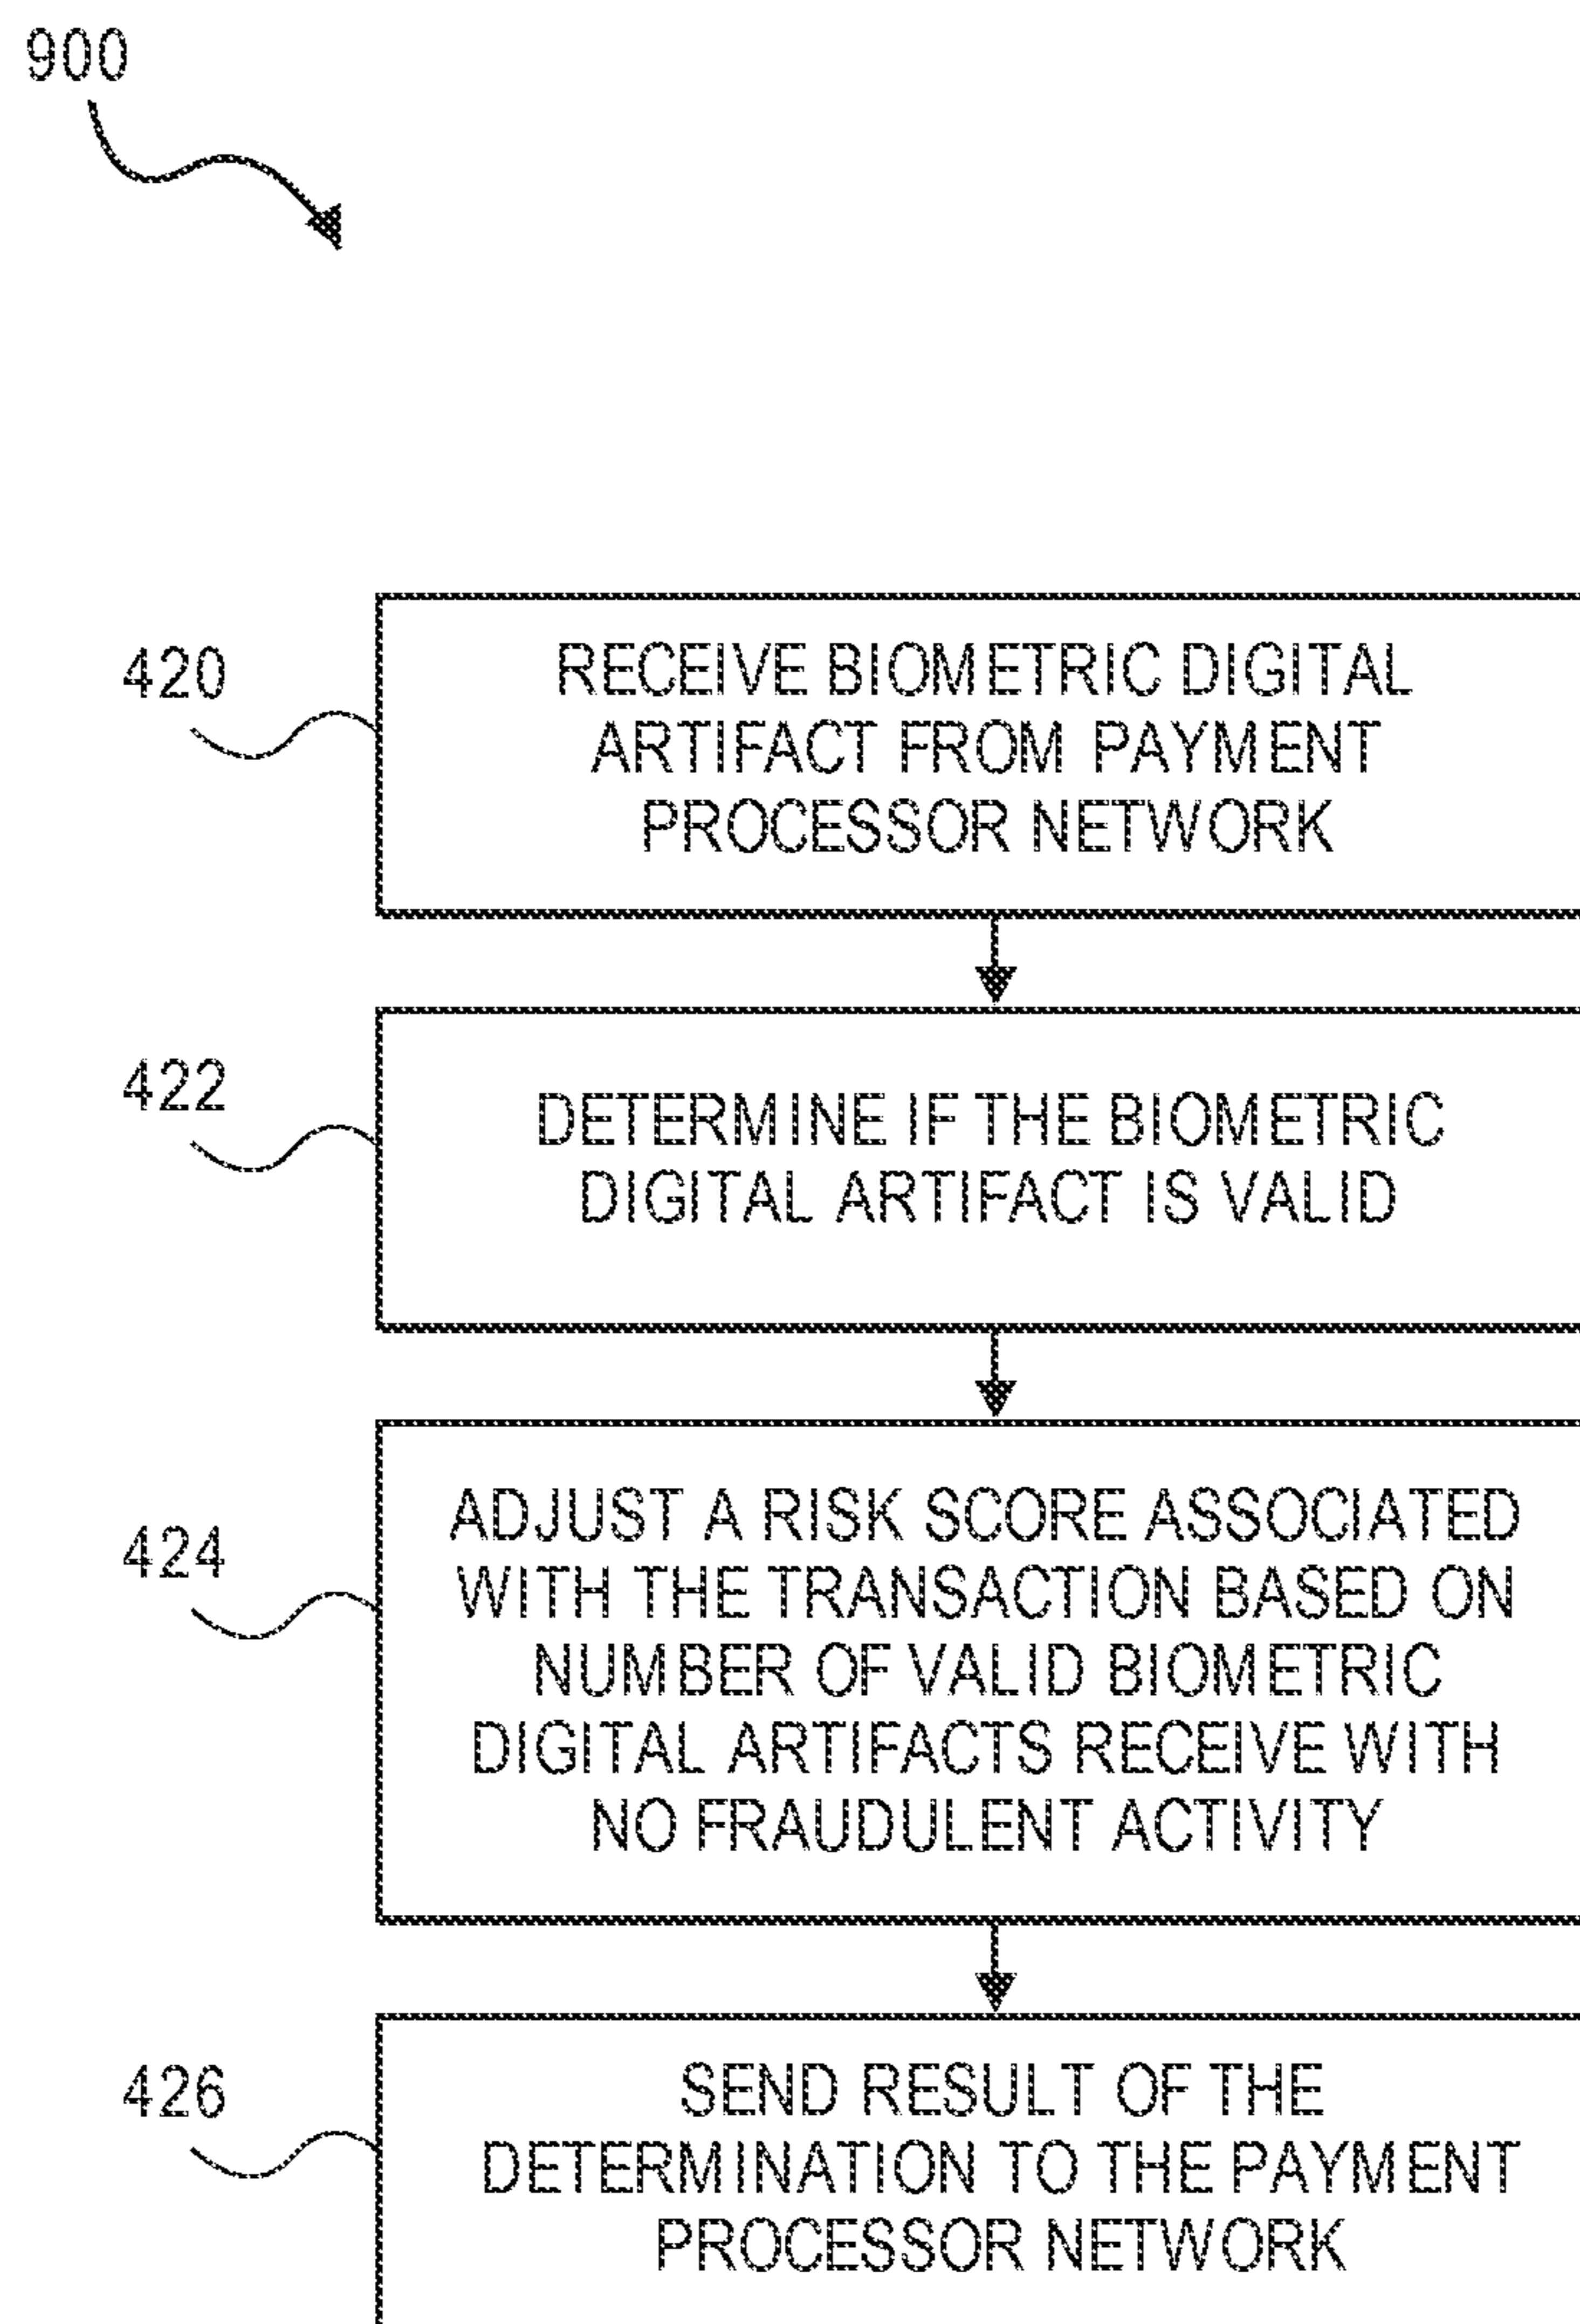 900
420
RECEIVE BIOMETRIC DIGITAL
ARTIFACT FROM PAYMENT
PROCESSOR NETWORK
422
DETERMINE IF THE BIOMETRIC
DIGITAL ARTIFACT IS VALID
424
ADJUST A RISK SCORE ASSOCIATED
WITH THE TRANSACTION BASED ON
NUMBER OF VALID BIOMETRIC
DIGITAL ARTIFACTS RECEIVE WITH
NO FRAUDULENT ACTIVITY
426
SEND RESULT OF THE
DETERMINATION TO THE PAYMENT
PROCESSOR NETWORK